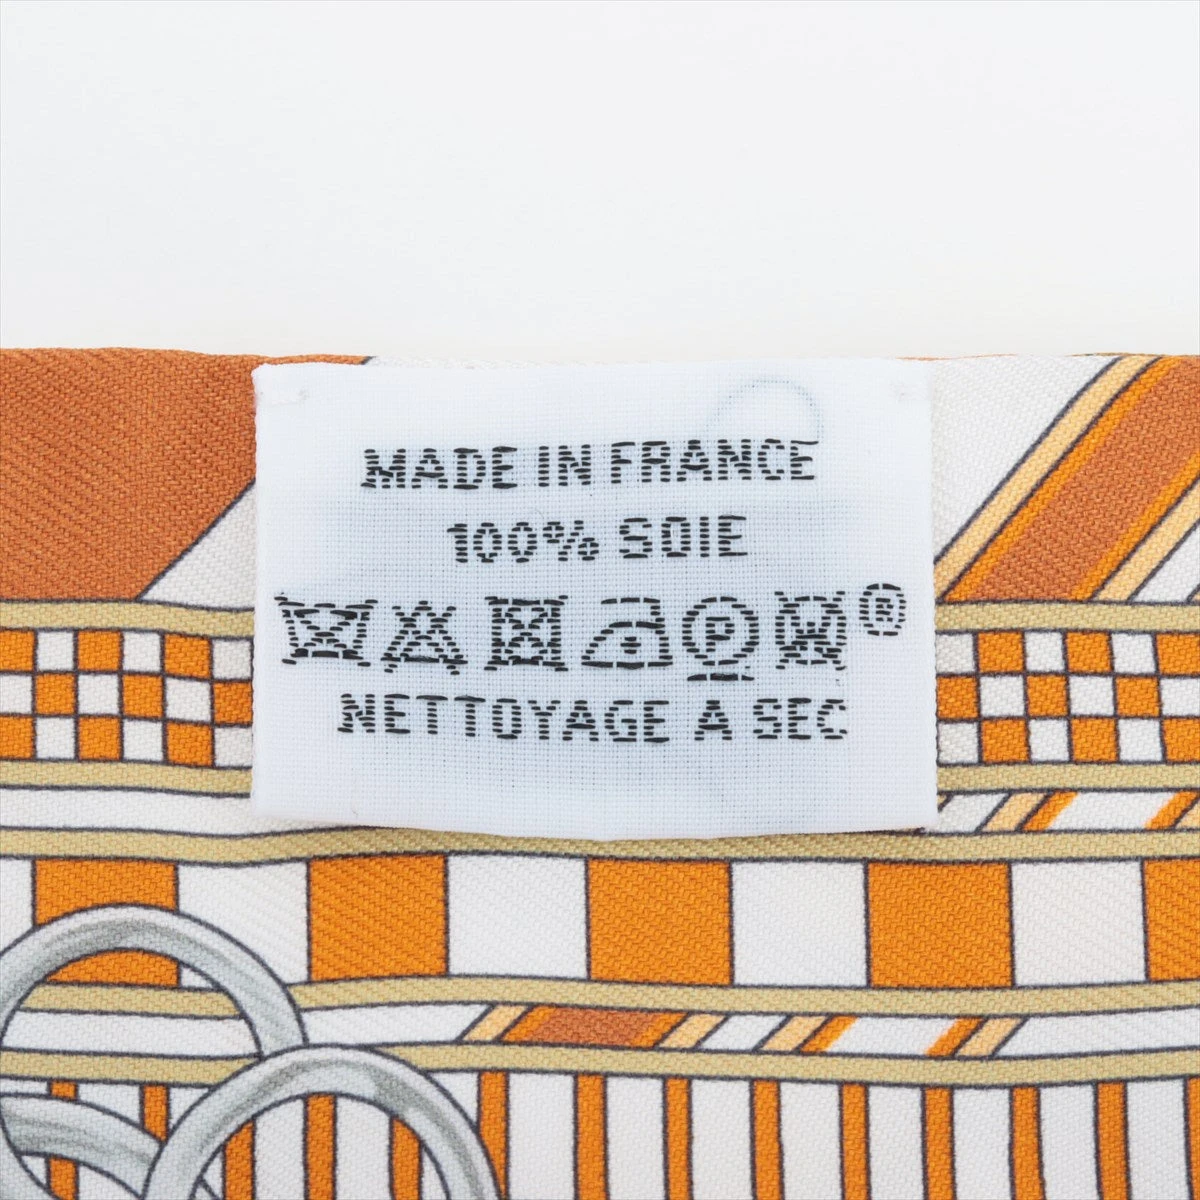 MADE IN FRANCE
100% SOIE
P W ®
NETTOYAGE A SEC